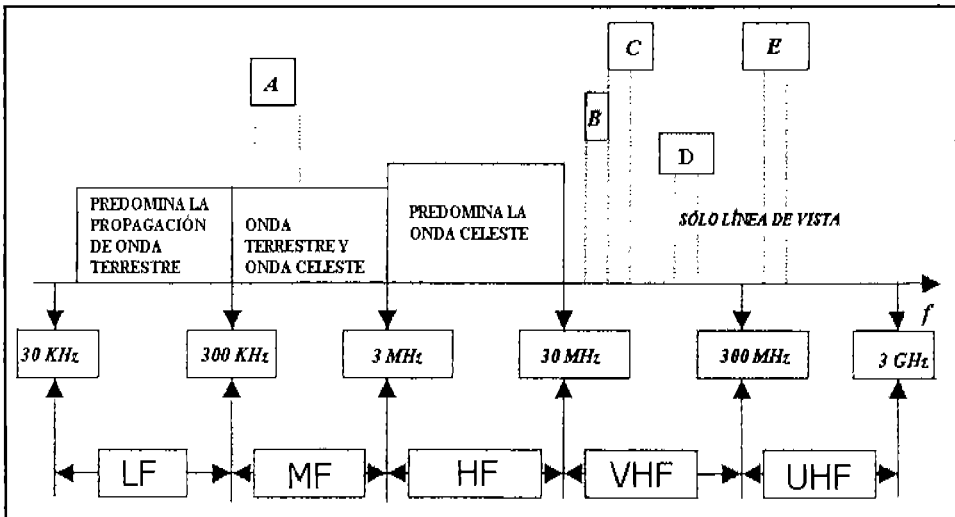 A
B
C
D
E
PREDOMINA LA
PROPAGACIÓN
DE ONDA
TERRESTRE
ONDA
TERRESTRE Y
ONDA CELESTE
PREDOMINA LA
ONDA CELESTE
SÓLO LÍNEA DE VISTA
f
30 KHz
300 KHz
3 MHz
30 MHz
300 MHz
3 GHz
LF
MF
HF
VHF
UHF